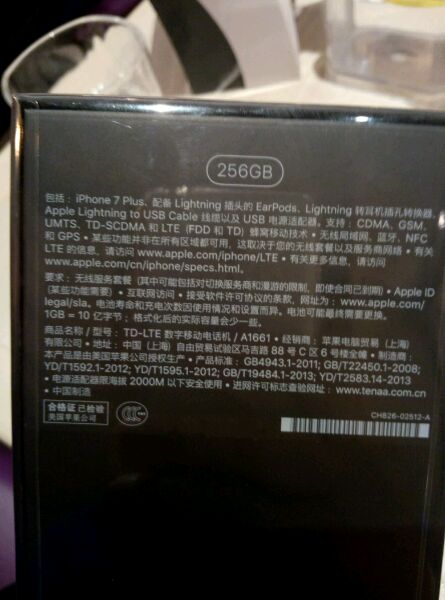 256GB
包括：iPhone 7 Plus、配备 Lightning 插头的 EarPods、Lightning 转耳机插孔转换器、
Apple Lightning to USB Cable 线缆以及 USB 电源适配器。支持：CDMA、GSM、
UMTS、TD-SCDMA 和 LTE (FDD 和 TD) 蜂窝移动技术 • 无线局域网、蓝牙、NFC
和 GPS • 某些功能并非在所有区域都可用，这取决于您的无线套餐以及服务商网络 • 有关
LTE 的信息，请访问 www.apple.com/iphone/LTE • 有关更多信息，请访问
www.apple.com/cn/iphone/specs.html。
要求：无线服务套餐 (其中可能包括对切换服务商和漫游的限制，即使合同已到期) • Apple ID
(某些功能需要) • 互联网访问 • 接受软件许可协议的条款，网址为：www.apple.com/
legal/sla。电池寿命和充电次数因使用情况和设置而异。电池可能最终需要更换。
1GB = 10 亿字节；格式化后的实际容量会少一些。
商品名称 / 型号：TD-LTE 数字移动电话机 / A1661 • 经销商：苹果电脑贸易 (上海)
有限公司 • 地址：中国 (上海) 自由贸易试验区马吉路 88 号 C 区 6 号楼全幢 • 制造商：
本产品是由美国苹果公司授权生产 • 产品标准：GB4943.1-2011; GB/T22450.1-2008;
YD/T1592.1-2012; YD/T1595.1-2012; GB/T19484.1-2013; YD/T2583.14-2013
• 电源适配器限海拔 2000M 以下安全使用 • 进网许可标志查验网址：www.tenaa.com.cn
• 中国制造
合格证 已检验
美国苹果公司
CH826-02512-A